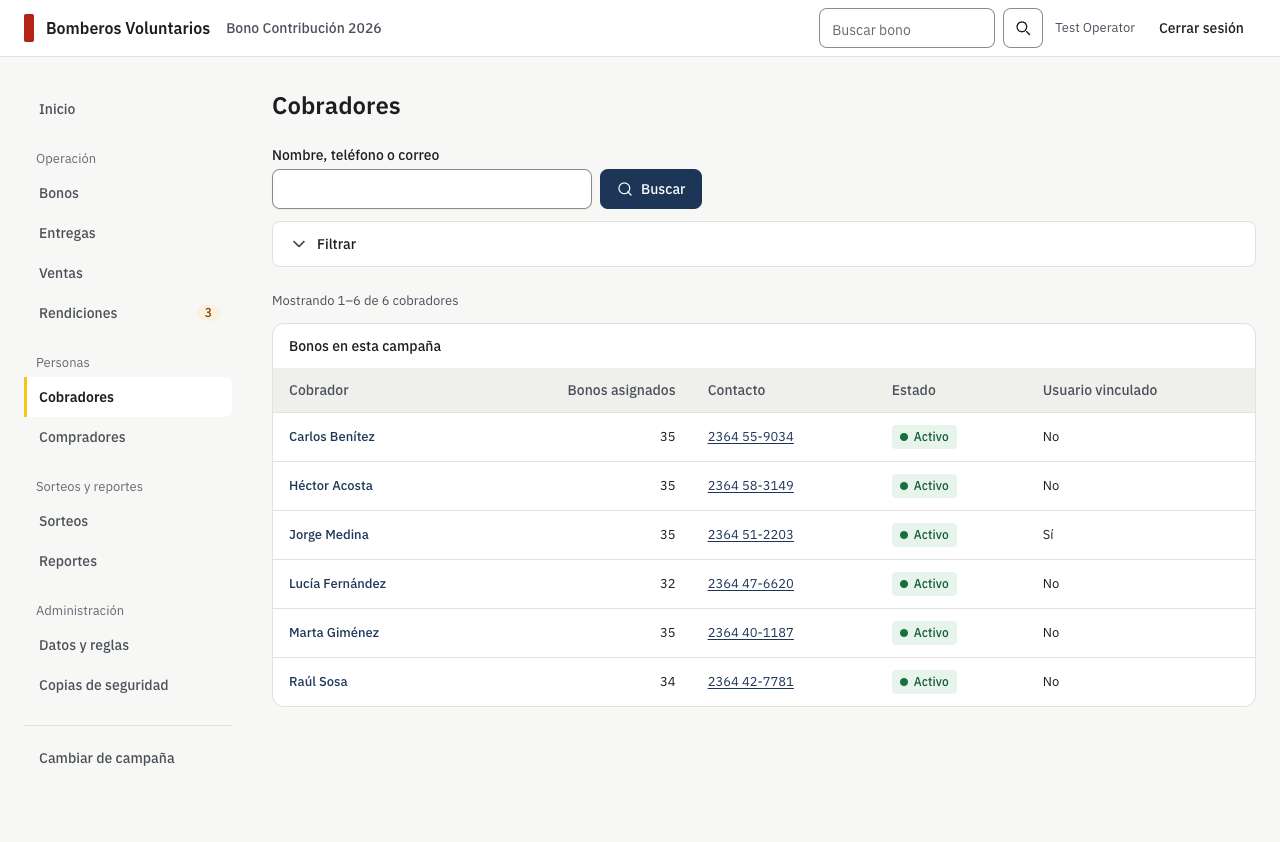 Bomberos Voluntarios Bono Contribución 2026 Buscar bono Test Operator Cerrar sesión
Inicio
Operación
Bonos
Entregas
Ventas
Rendiciones 3
Personas
Cobradores
Compradores
Sorteos y reportes
Sorteos
Reportes
Administración
Datos y reglas
Copias de seguridad
Cambiar de campaña
Cobradores
Nombre, teléfono o correo
Buscar
Filtrar
Mostrando 1–6 de 6 cobradores
Bonos en esta campaña
Cobrador Bonos asignados Contacto Estado Usuario vinculado
Carlos Benítez 35 2364 55-9034 Activo No
Héctor Acosta 35 2364 58-3149 Activo No
Jorge Medina 35 2364 51-2203 Activo Sí
Lucía Fernández 32 2364 47-6620 Activo No
Marta Giménez 35 2364 40-1187 Activo No
Raúl Sosa 34 2364 42-7781 Activo No